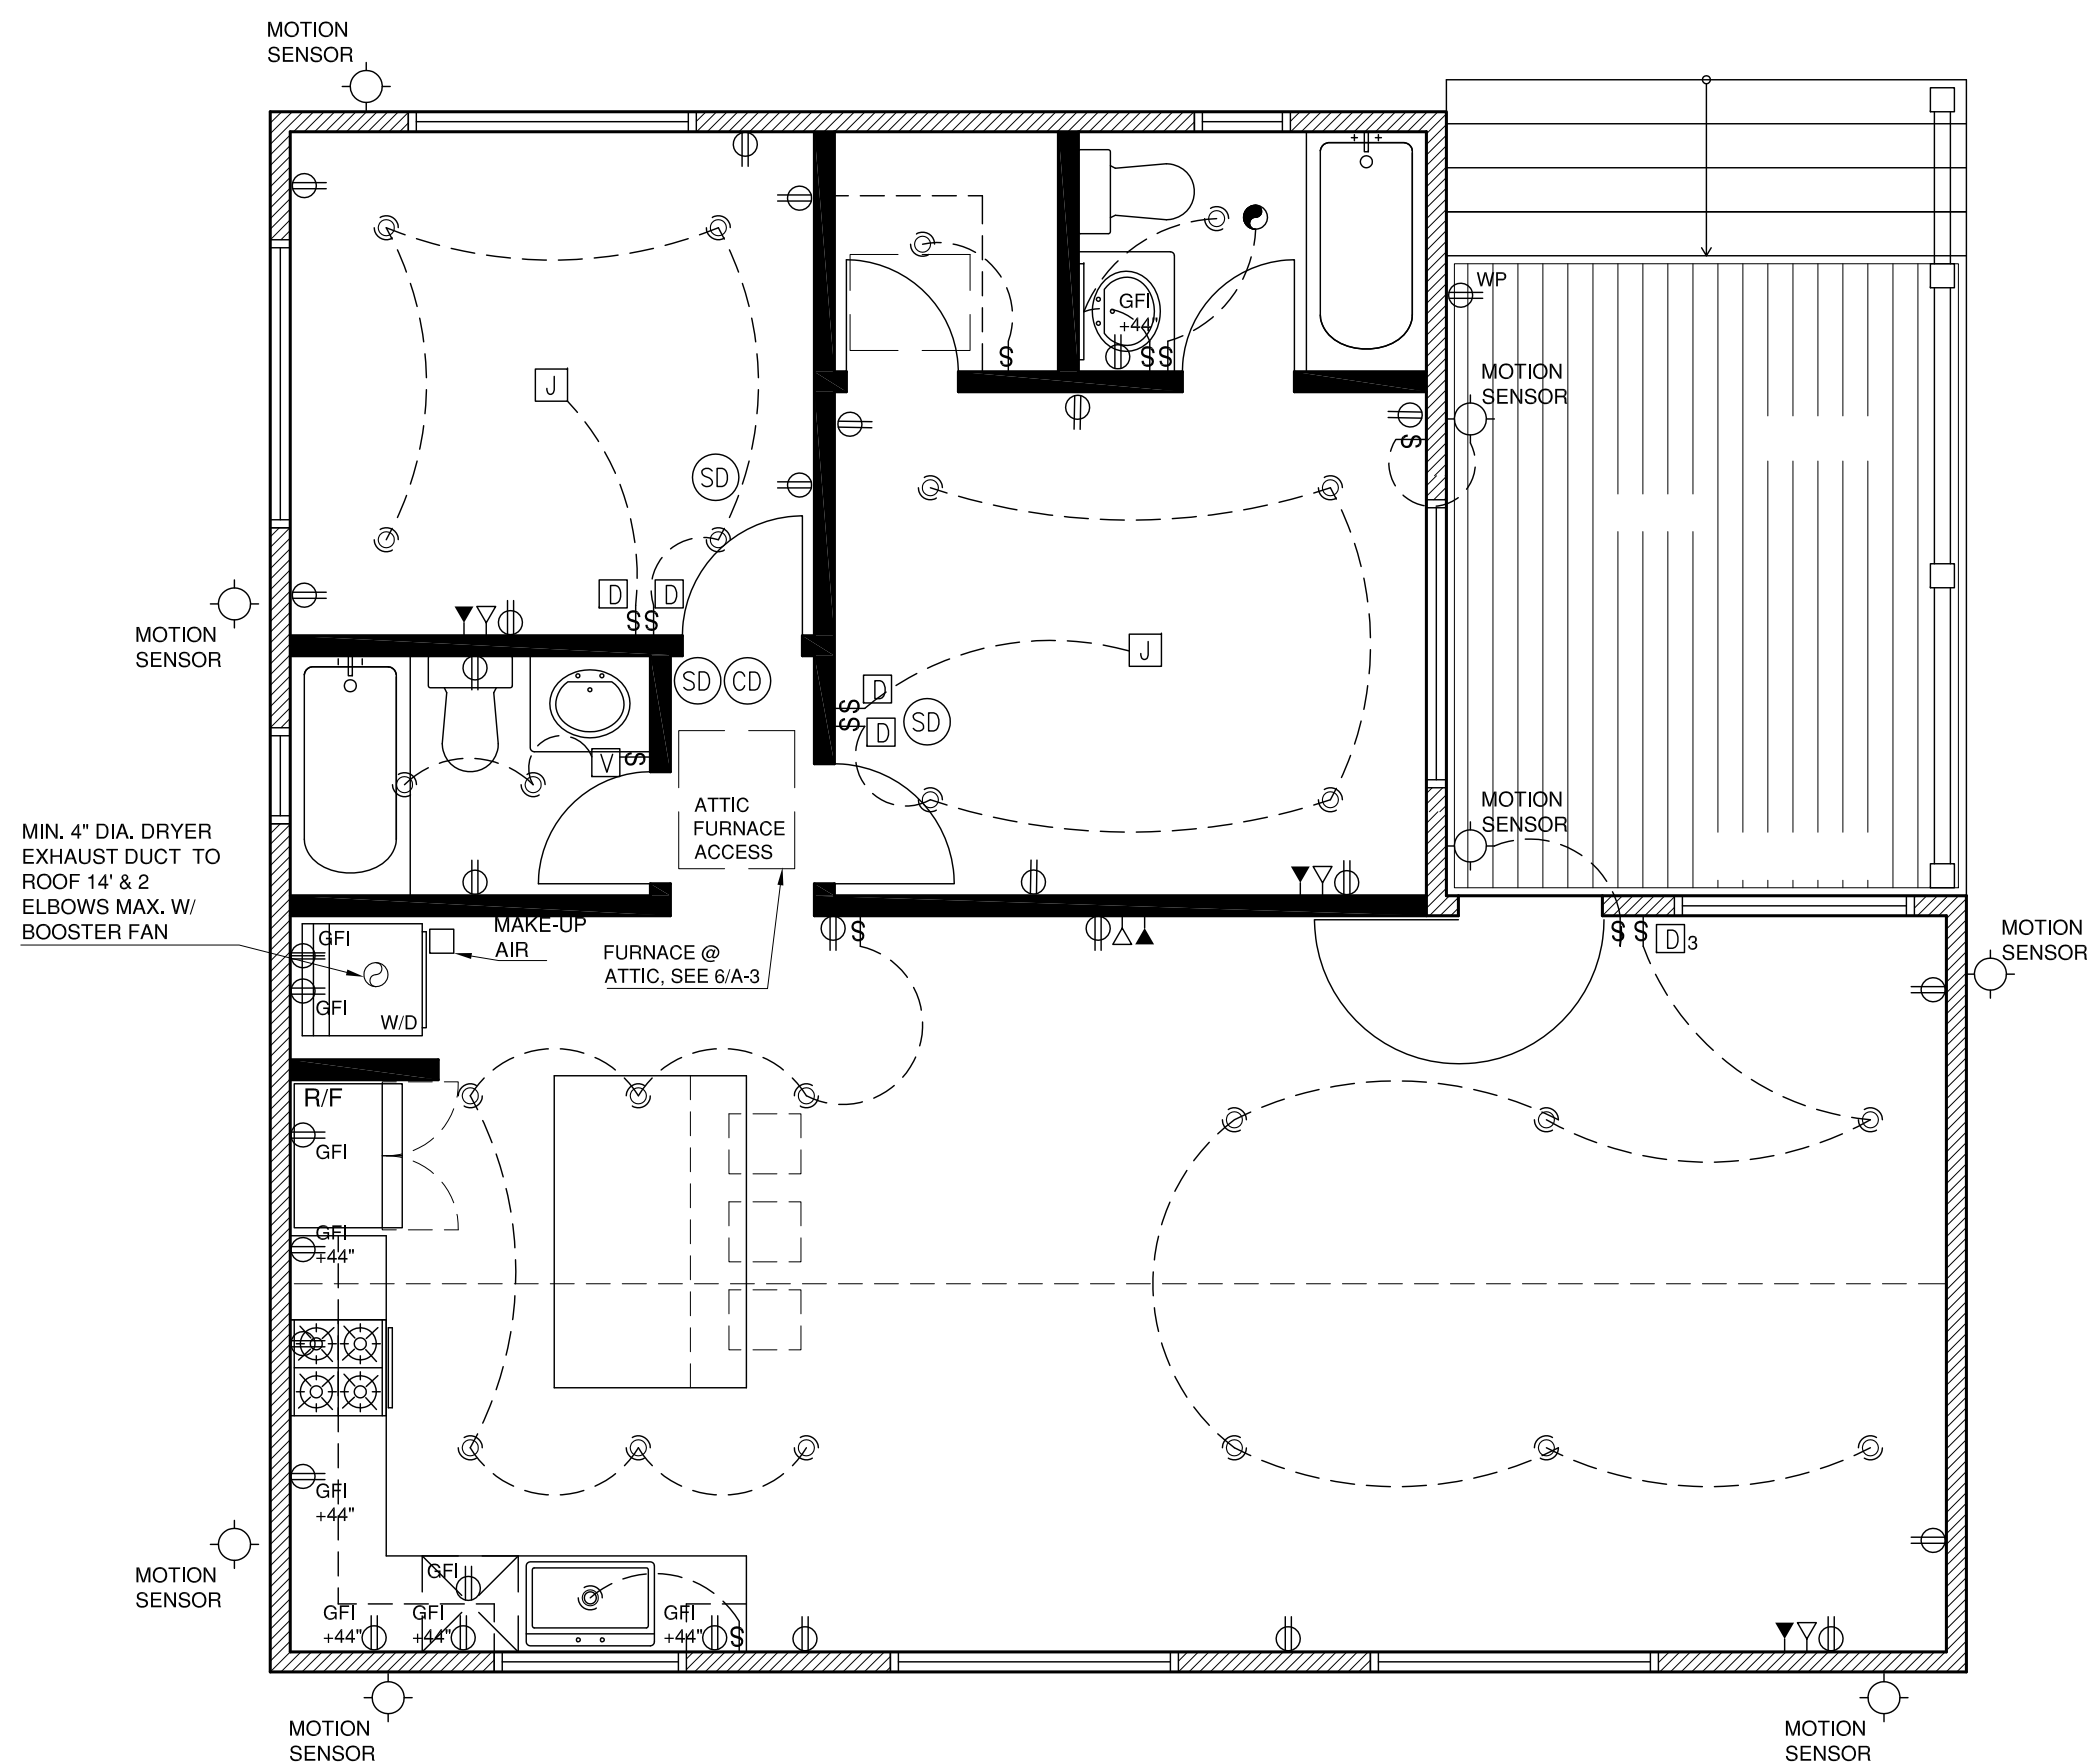 MOTION
SENSOR
WP
GFI
+44"
S
SS
J
MOTION
SENSOR
S
SD
D
D
SS
MOTION
SENSOR
J
SD
CD
D
S
S
D
SD
V
S
MOTION
SENSOR
ATTIC
FURNACE
ACCESS
MIN. 4" DIA. DRYER
EXHAUST DUCT TO
ROOF 14' & 2
ELBOWS MAX. W/
BOOSTER FAN
GFI
GFI
W/D
MAKE-UP
AIR
FURNACE @
ATTIC, SEE 6/A-3
S
S S
D3
MOTION
SENSOR
R/F
GFI
GFI
+44"
GFI
+44"
MOTION
SENSOR
GFI
GFI
+44"
GFI
+44"
GFI
+44"
S
MOTION
SENSOR
MOTION
SENSOR